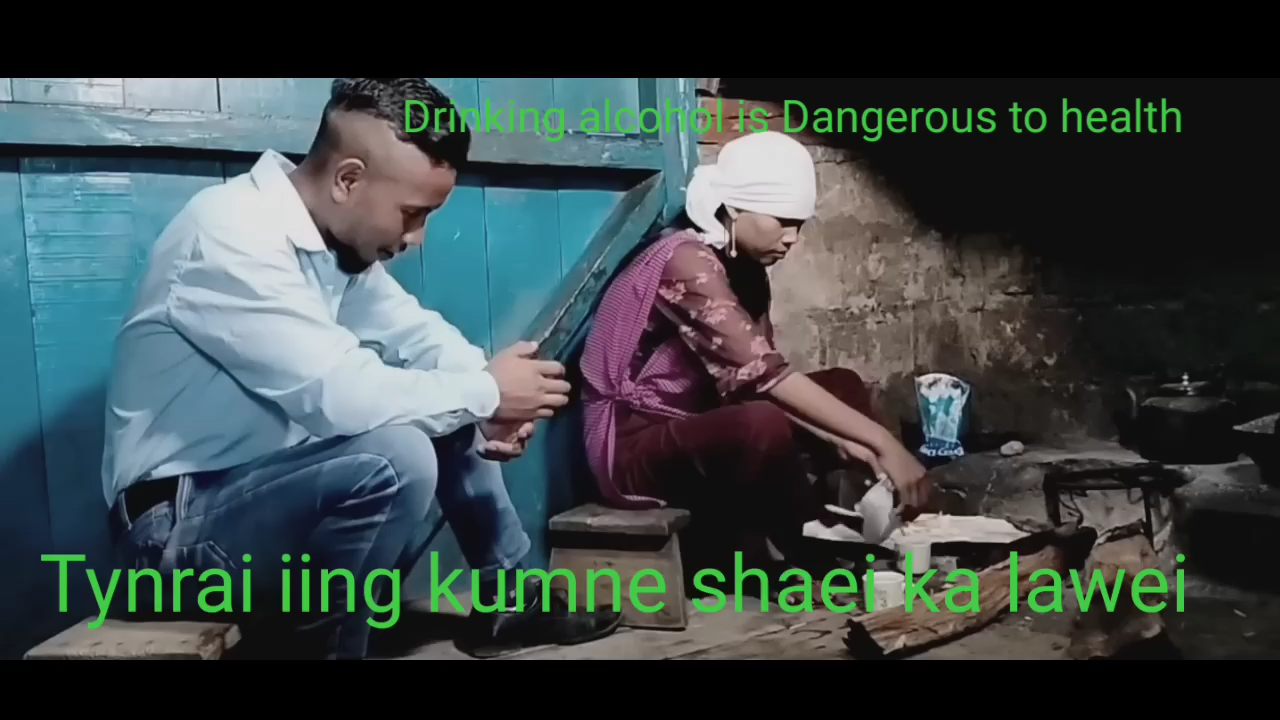 Drinking alcohol is Dangerous to health
Tynrai iing kumne shaei ka lawei